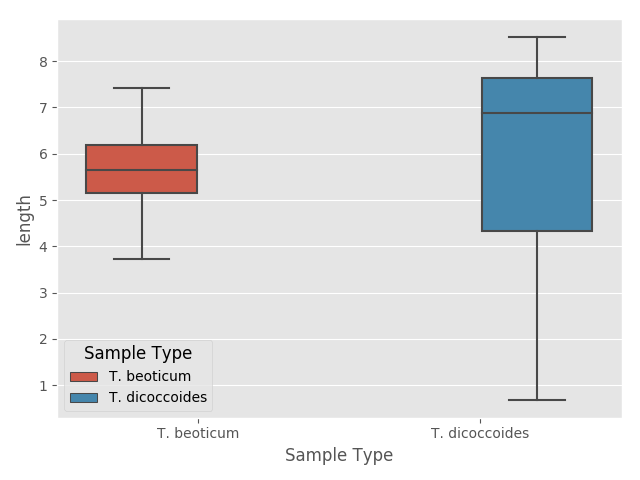 8
7
6
5
4
3
2
1
length
Sample Type
T. beoticum
T. dicoccoides
T. beoticum
T. dicoccoides
Sample Type